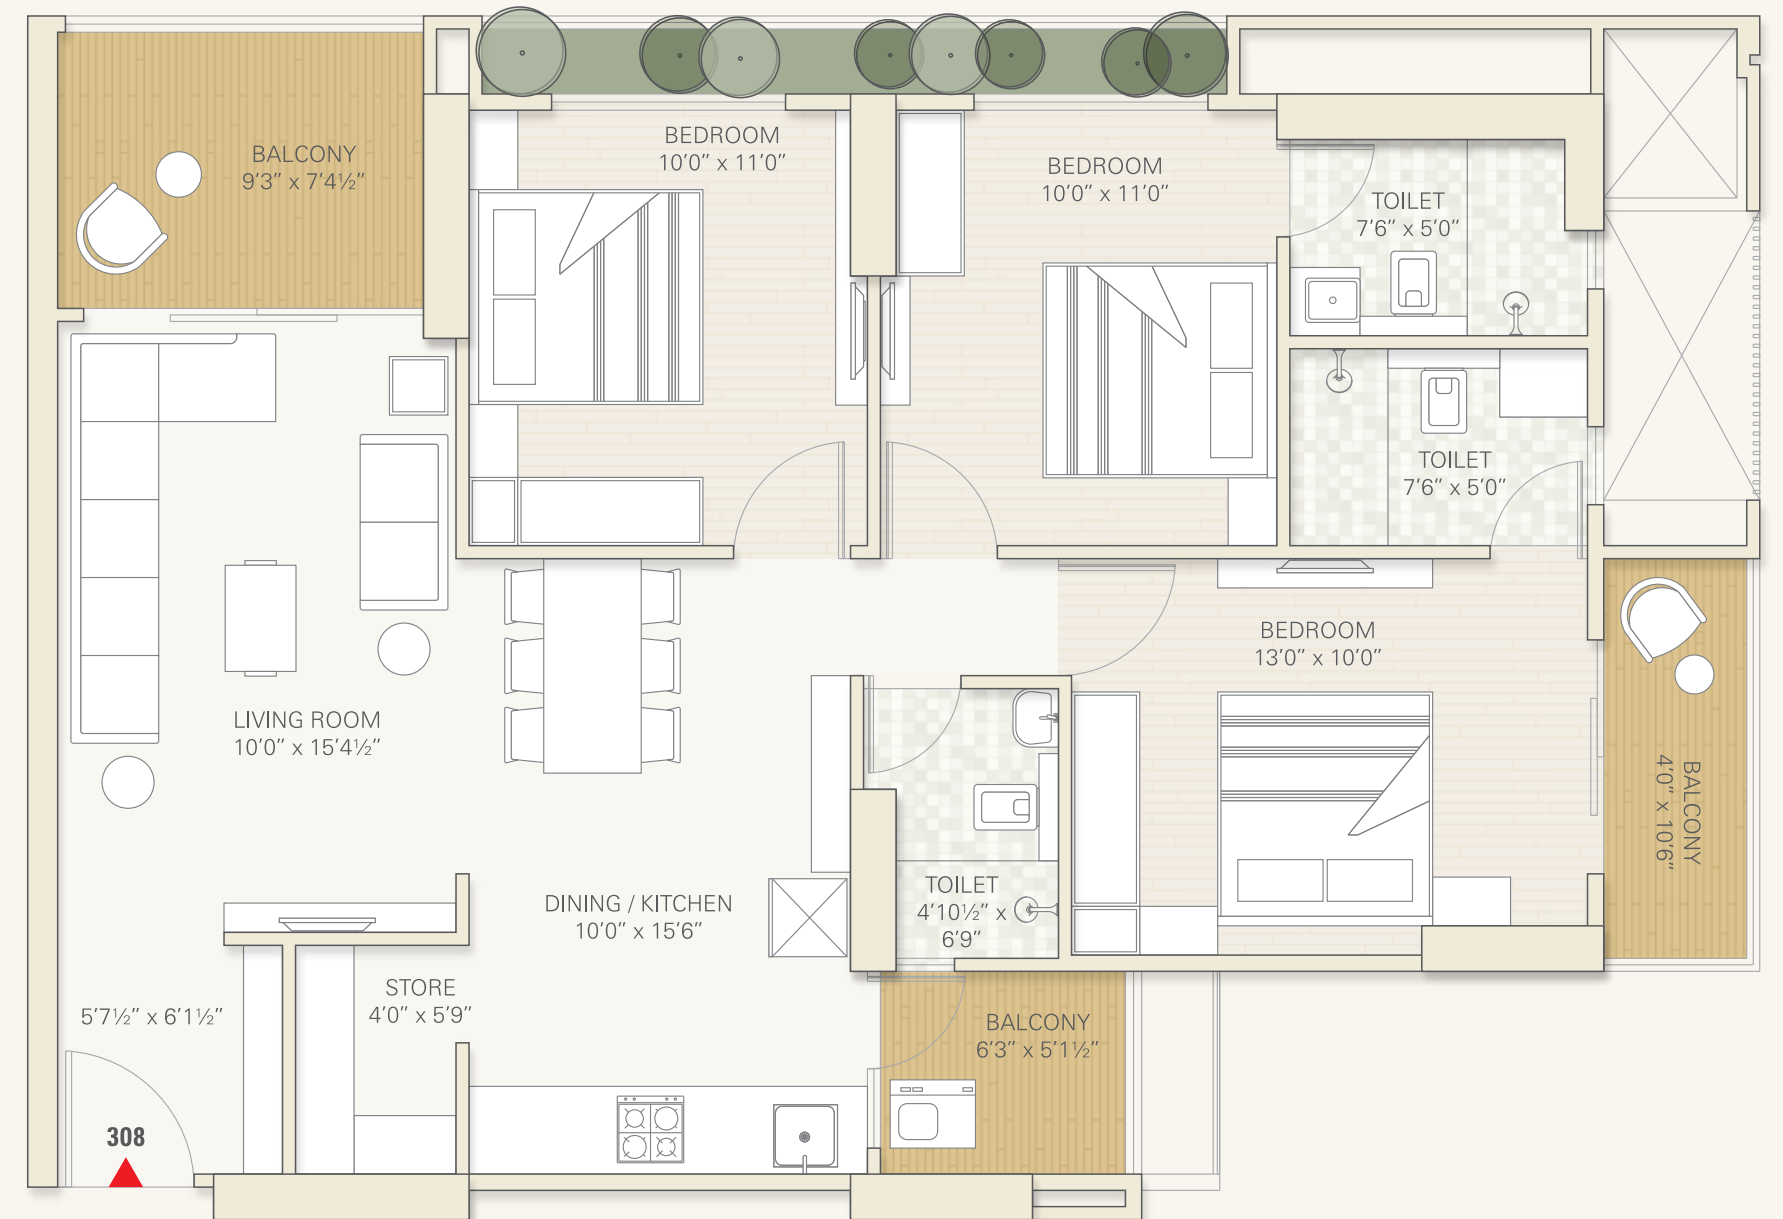 BALCONY
9’3” x 7’4½”
BEDROOM
10’0” x 11’0”
BEDROOM
10’0” x 11’0”
TOILET
7’6” x 5’0”
TOILET
7’6” x 5’0”
BEDROOM
13’0” x 10’0”
BALCONY
4’0” x 10’6”
LIVING ROOM
10’0” x 15’4½”
DINING / KITCHEN
10’0” x 15’6”
TOILET
4’10½” x
6’9”
STORE
4’0” x 5’9”
5’7½” x 6’1½”
BALCONY
6’3” x 5’1½”
308